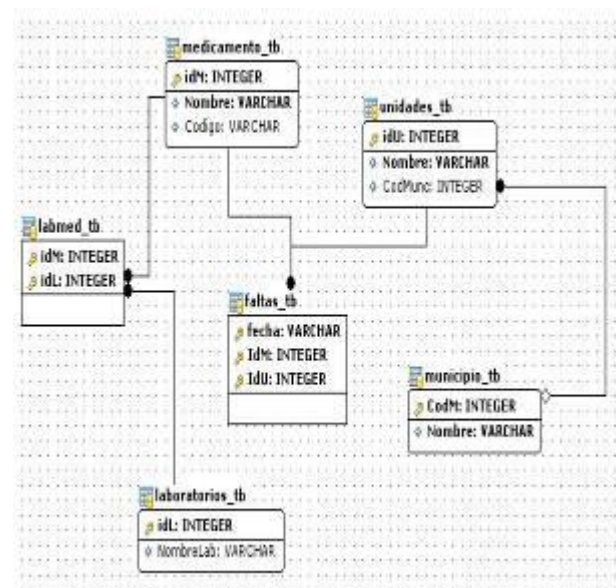 medicamento_tb
idM: INTEGER
Nombre: VARCHAR
Codigo: VARCHAR
unidades_tb
idU: INTEGER
Nombre: VARCHAR
CodMunc: INTEGER
labmed_tb
idM: INTEGER
idL: INTEGER
faltas_tb
fecha: VARCHAR
IdM: INTEGER
IdU: INTEGER
municipio_tb
CodM: INTEGER
Nombre: VARCHAR
laboratorios_tb
idL: INTEGER
NombreLab: VARCHAR